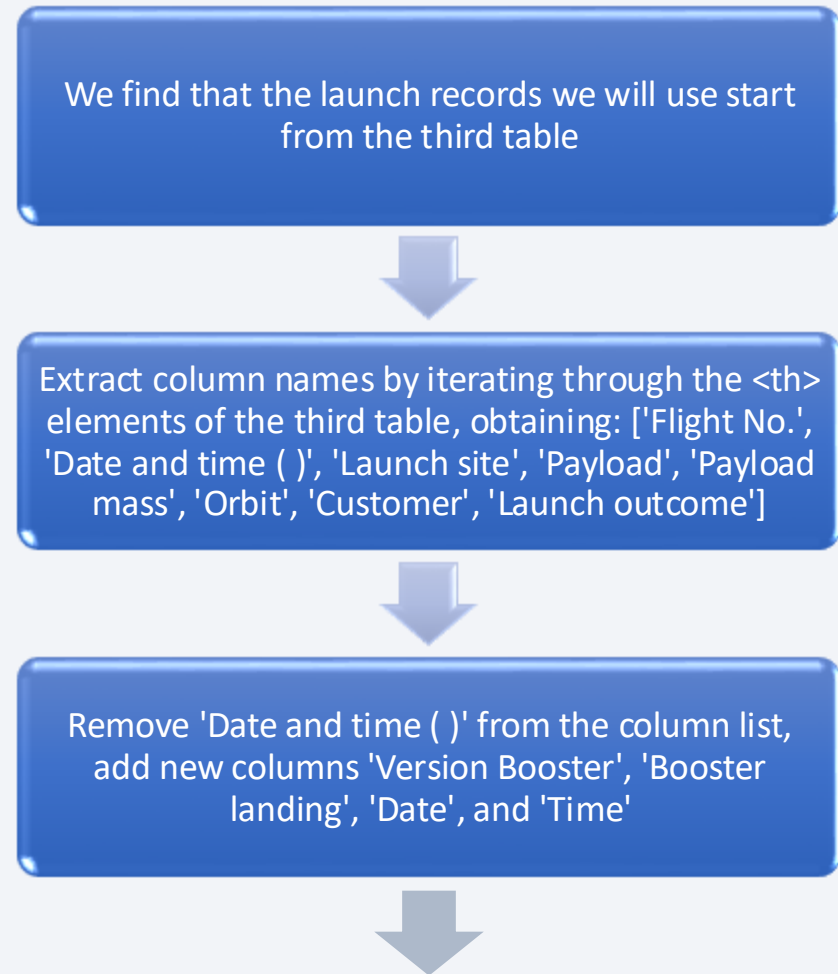 We find that the launch records we will use start
from the third table
Extract column names by iterating through the <th>
elements of the third table, obtaining: ['Flight No.',
'Date and time ( )', 'Launch site', 'Payload', 'Payload
mass', 'Orbit', 'Customer', 'Launch outcome']
Remove 'Date and time ( )' from the column list,
add new columns 'Version Booster', 'Booster
landing', 'Date', and 'Time'